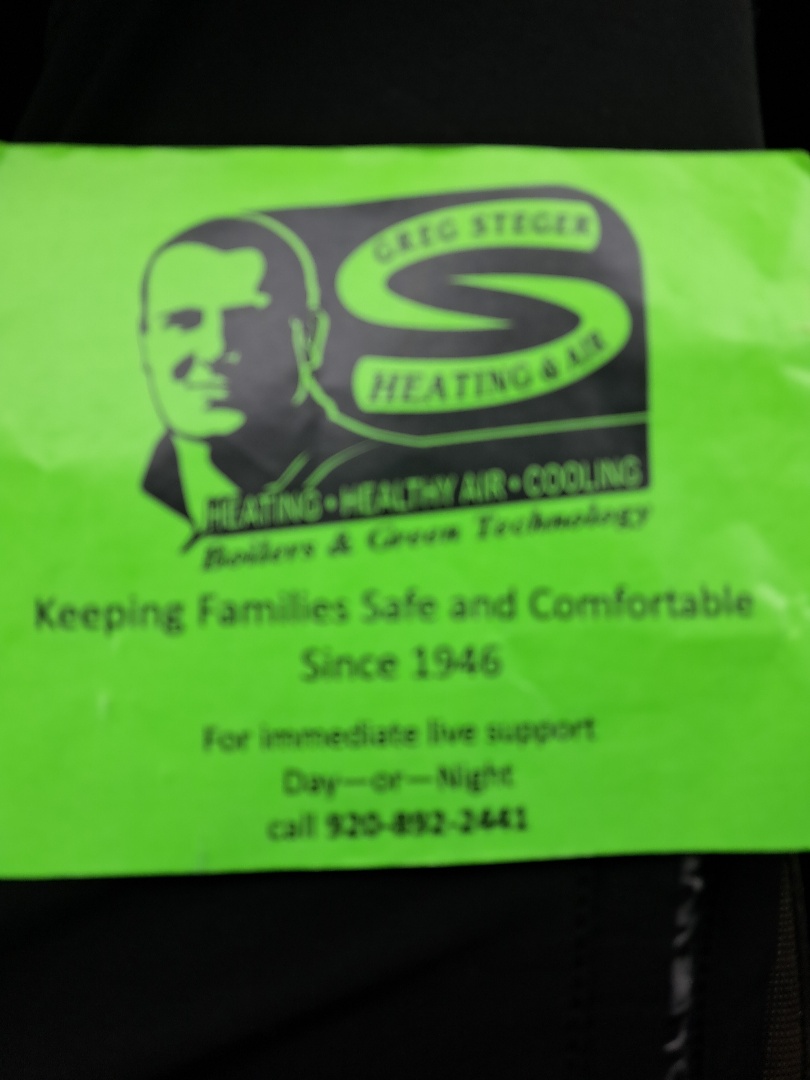 GREG STEGER
HEATING & AIR
HEATING • HEALTHY AIR • COOLING
Boilers & Green Technology
Keeping Families Safe and Comfortable
Since 1946
For immediate live support
Day—or—Night
call 920-892-2441